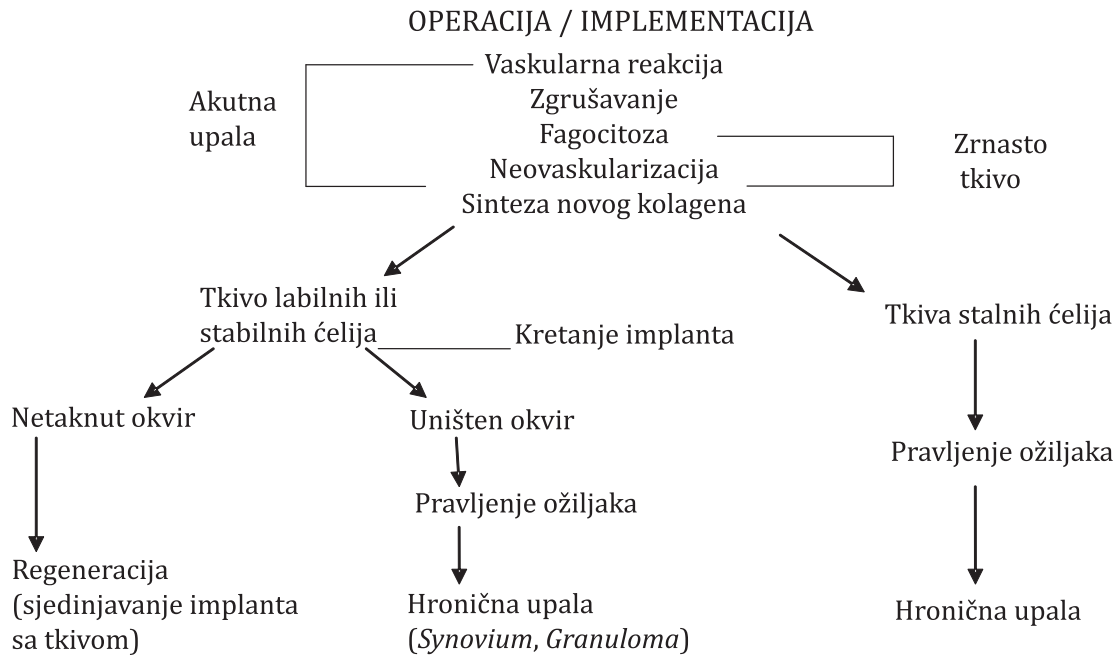 OPERACIJA / IMPLEMENTACIJA
Vaskularna reakcija
Zgrušavanje
Fagocitoza
Neovaskularizacija
Sinteza novog kolagena
Akutna
upala
Zrnasto
tkivo
Tkivo labilnih ili
stabilnih ćelija
Kretanje implanta
Tkiva stalnih ćelija
Netaknut okvir
Uništen okvir
Pravljenje ožiljaka
Pravljenje ožiljaka
Regeneracija
(sjedinjavanje implanta
sa tkivom)
Hronična upala
(Synovium, Granuloma)
Hronična upala